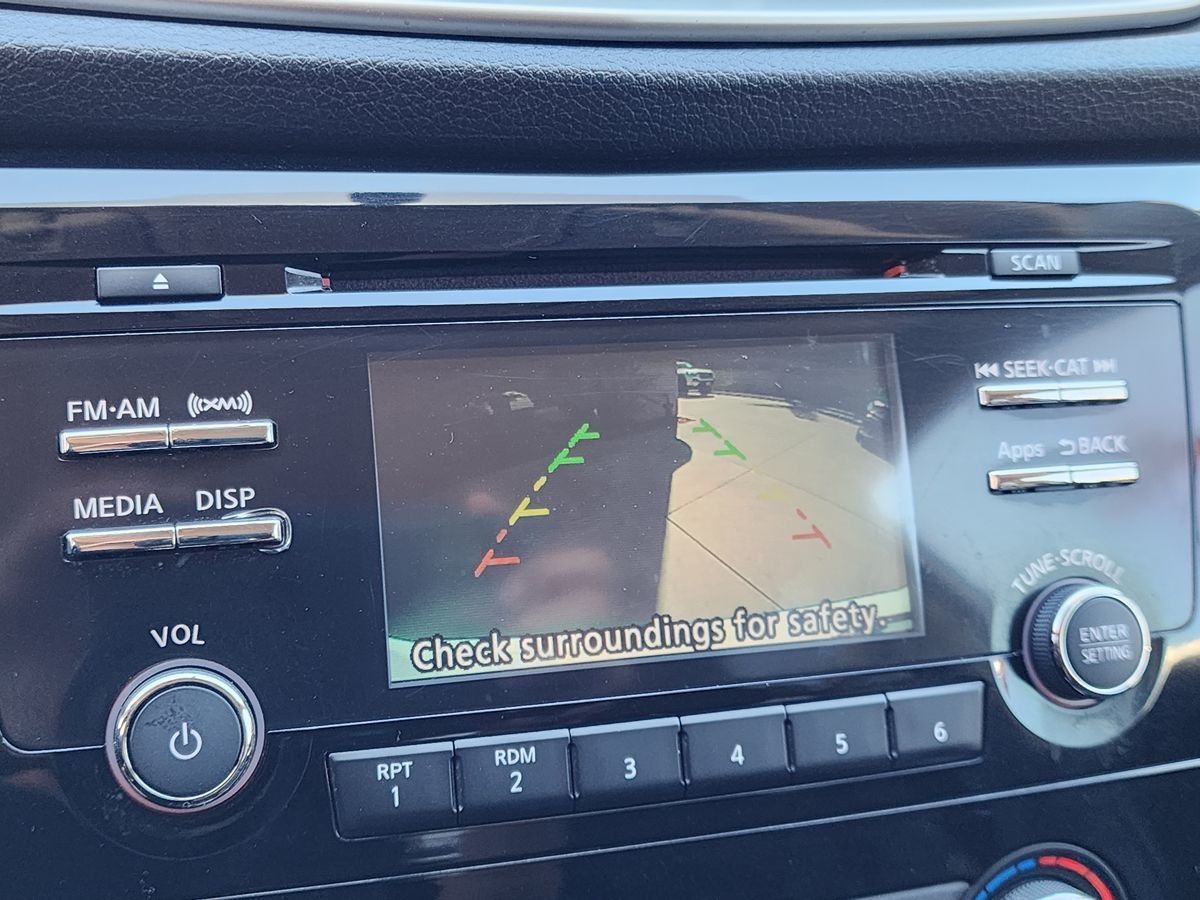 SCAN
FM·AM
((XM))
SEEK·CAT
Apps BACK
MEDIA DISP
TUNE·SCROLL
ENTER
SETTING
VOL
Check surroundings for safety.
RPT
1
RDM
2
3
4
5
6